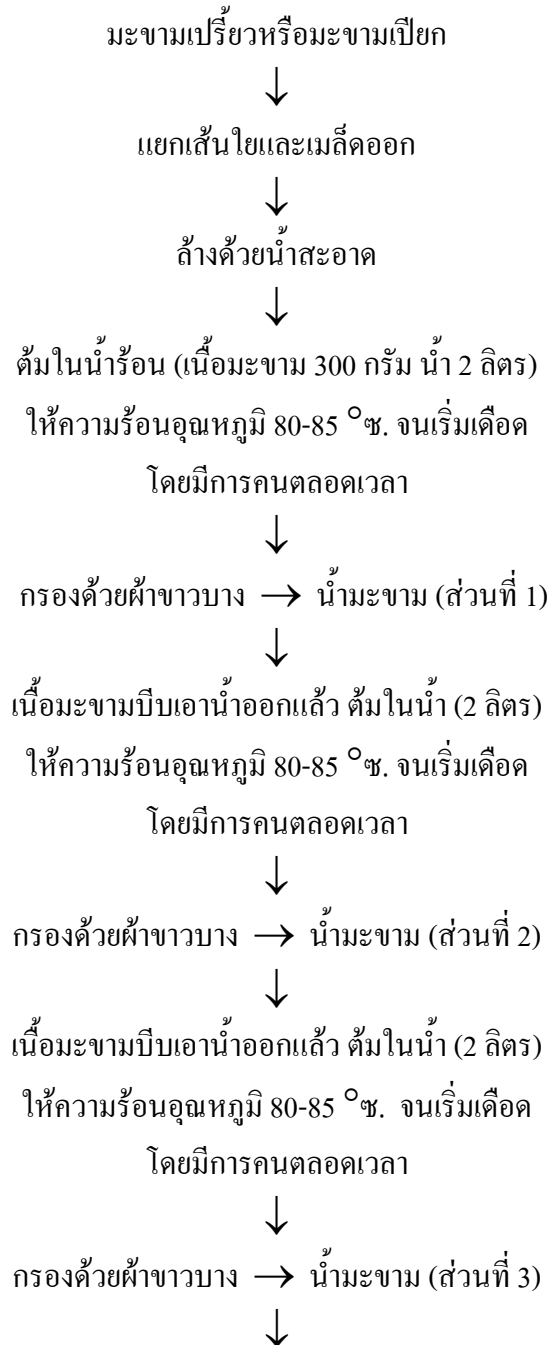 มะขามเปรี้ยวหรือมะขามเปียก
↓
แยกเส้นใยและเมล็ดออก
↓
ล้างด้วยน้ำสะอาด
↓
ต้มในน้ำร้อน (เนื้อมะขาม 300 กรัม น้ำ 2 ลิตร)
ให้ความร้อนอุณหภูมิ 80-85 °ซ. จนเริ่มเดือด
โดยมีการคนตลอดเวลา
↓
กรองด้วยผ้าขาวบาง → น้ำมะขาม (ส่วนที่ 1)
↓
เนื้อมะขามบีบเอาน้ำออกแล้ว ต้มในน้ำ (2 ลิตร)
ให้ความร้อนอุณหภูมิ 80-85 °ซ. จนเริ่มเดือด
โดยมีการคนตลอดเวลา
↓
กรองด้วยผ้าขาวบาง → น้ำมะขาม (ส่วนที่ 2)
↓
เนื้อมะขามบีบเอาน้ำออกแล้ว ต้มในน้ำ (2 ลิตร)
ให้ความร้อนอุณหภูมิ 80-85 °ซ. จนเริ่มเดือด
โดยมีการคนตลอดเวลา
↓
กรองด้วยผ้าขาวบาง → น้ำมะขาม (ส่วนที่ 3)
↓